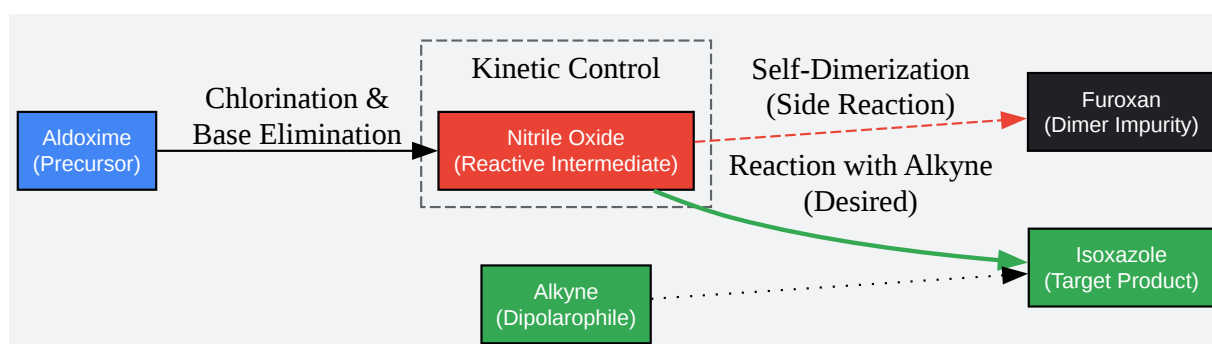 Kinetic Control
Chlorination &
Base Elimination
Self-Dimerization
(Side Reaction)
Aldoxime
(Precursor)
Nitrile Oxide
(Reactive Intermediate)
Furoxan
(Dimer Impurity)
Reaction with Alkyne
(Desired)
Alkyne
(Dipolarophile)
Isoxazole
(Target Product)